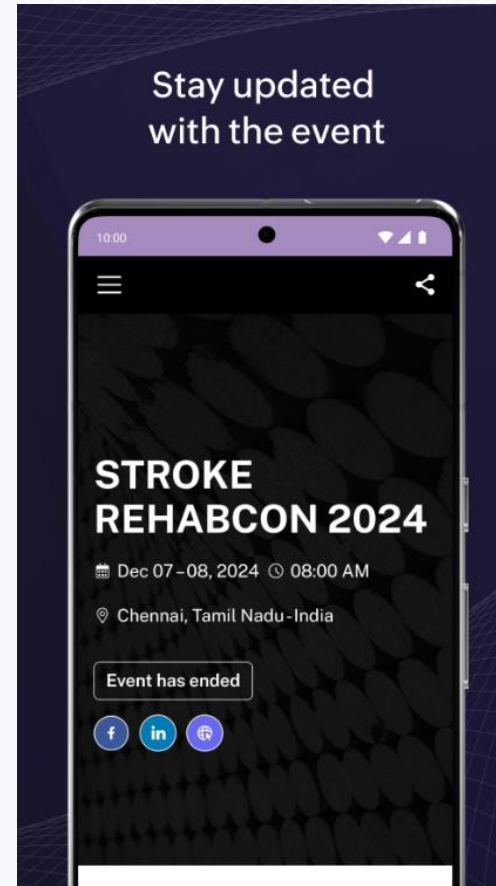 Stay updated
with the event
10:00
STROKE
REHABCON 2024
Dec 07-08, 2024 08:00 AM
Chennai, Tamil Nadu-India
Event has ended
f in